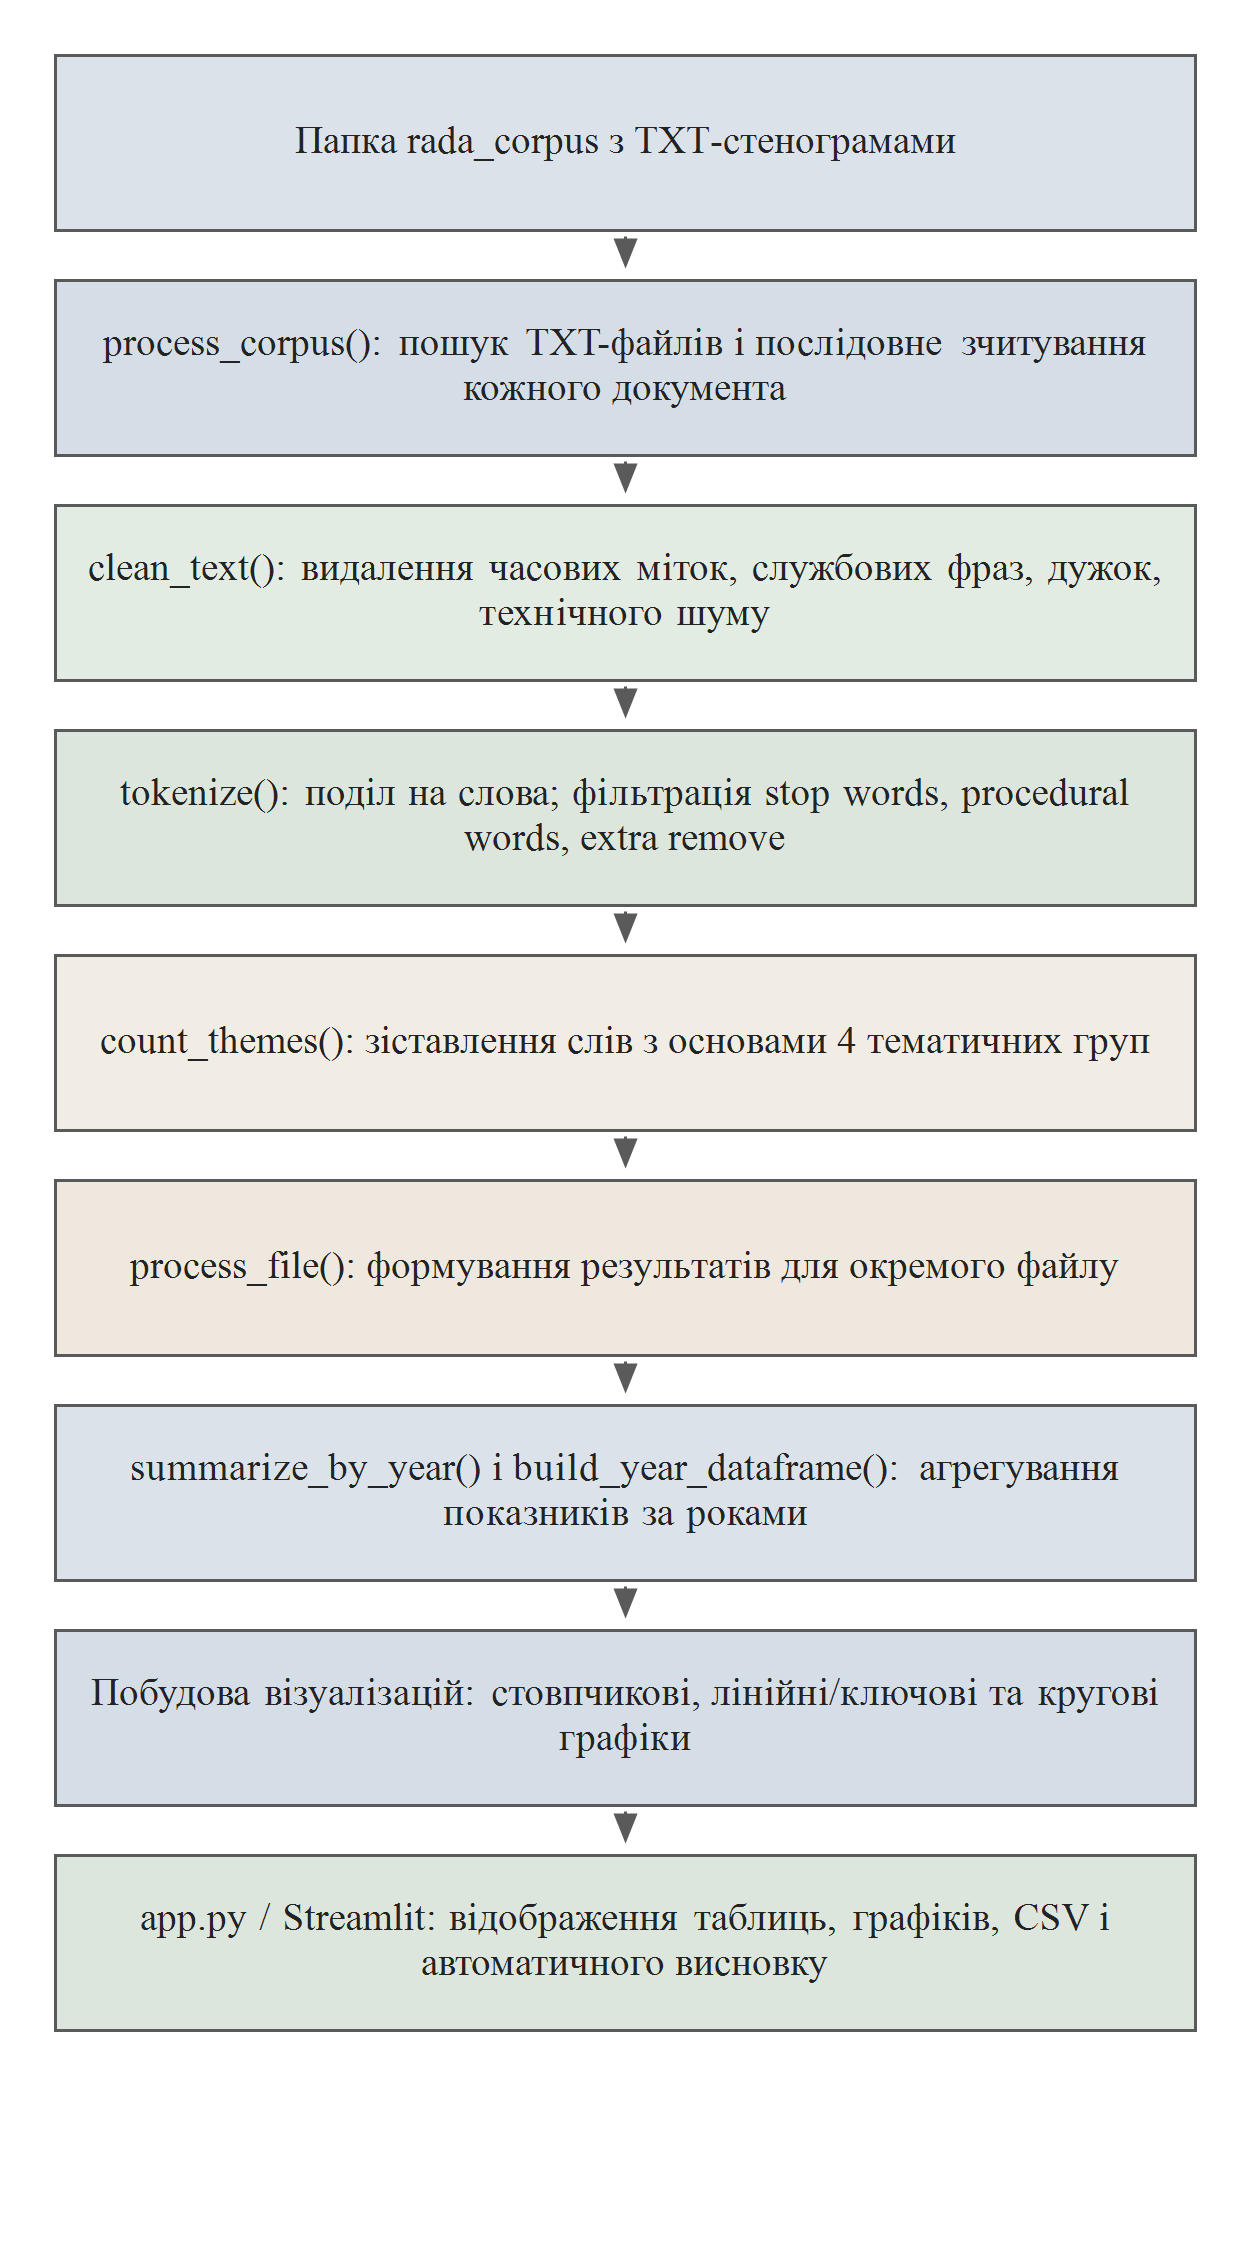 Папка rada_corpus з TXT-стенограмами
process_corpus(): пошук TXT-файлів і послідовне зчитування
кожного документа
clean_text(): видалення часових міток, службових фраз, дужок,
технічного шуму
tokenize(): поділ на слова; фільтрація stop words, procedural
words, extra remove
count_themes(): зіставлення слів з основами 4 тематичних груп
process_file(): формування результатів для окремого файлу
summarize_by_year() і build_year_dataframe(): агрегування
показників за роками
Побудова візуалізацій: стовпчикові, лінійні/ключові та кругові
графіки
app.py / Streamlit: відображення таблиць, графіків, CSV і
автоматичного висновку